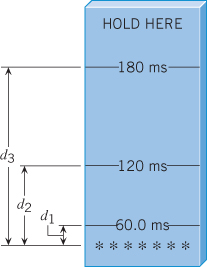 HOLD HERE
180 ms
120 ms
60.0 ms
*******
d3
d2
d1